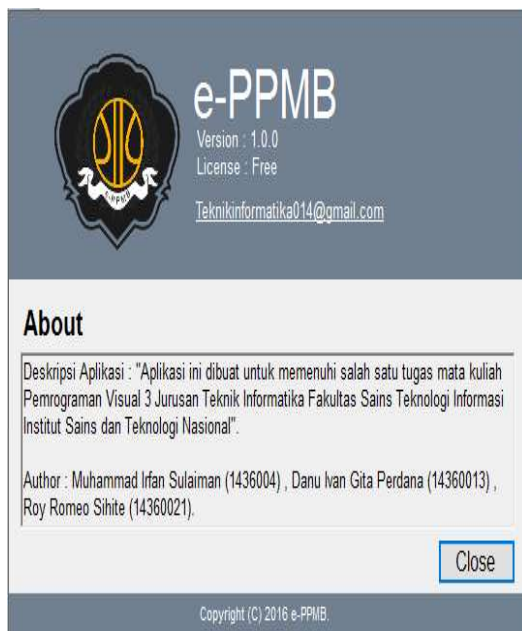 e-PPMB
Version : 1.0.0
License : Free
Teknikinformatika014@gmail.com
E-PPMB
About
Deskripsi Aplikasi : "Aplikasi ini dibuat untuk memenuhi salah satu tugas mata kuliah
Pemrograman Visual 3 Jurusan Teknik Informatika Fakultas Sains Teknologi Informasi
Institut Sains dan Teknologi Nasional".
Author : Muhammad Irfan Sulaiman (1436004) , Danu Ivan Gita Perdana (14360013) ,
Roy Romeo Sihite (14360021).
Close
Copyright (C) 2016 e-PPMB.